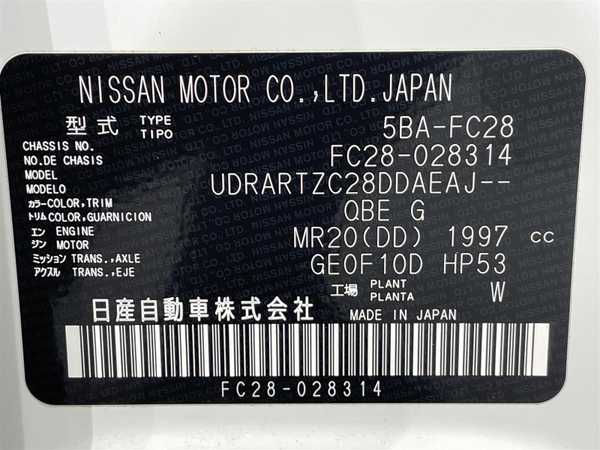 NISSAN MOTOR CO.,LTD.JAPAN
型式 TYPE TIPO 5BA-FC28
CHASSIS NO.
NO.DE CHASIS FC28-028314
MODEL
MODELO UDRARTZC28DDAEAJ--
カラー COLOR,TRIM
トリム COLOR,GUARNICION QBE G
エン ENGINE
ジン MOTOR MR20(DD) 1997 cc
ミッション TRANS.,AXLE
アクスル TRANS.,EJE GE0F10D HP53
工場 PLANT PLANTA W
日産自動車株式会社 MADE IN JAPAN
FC28-028314